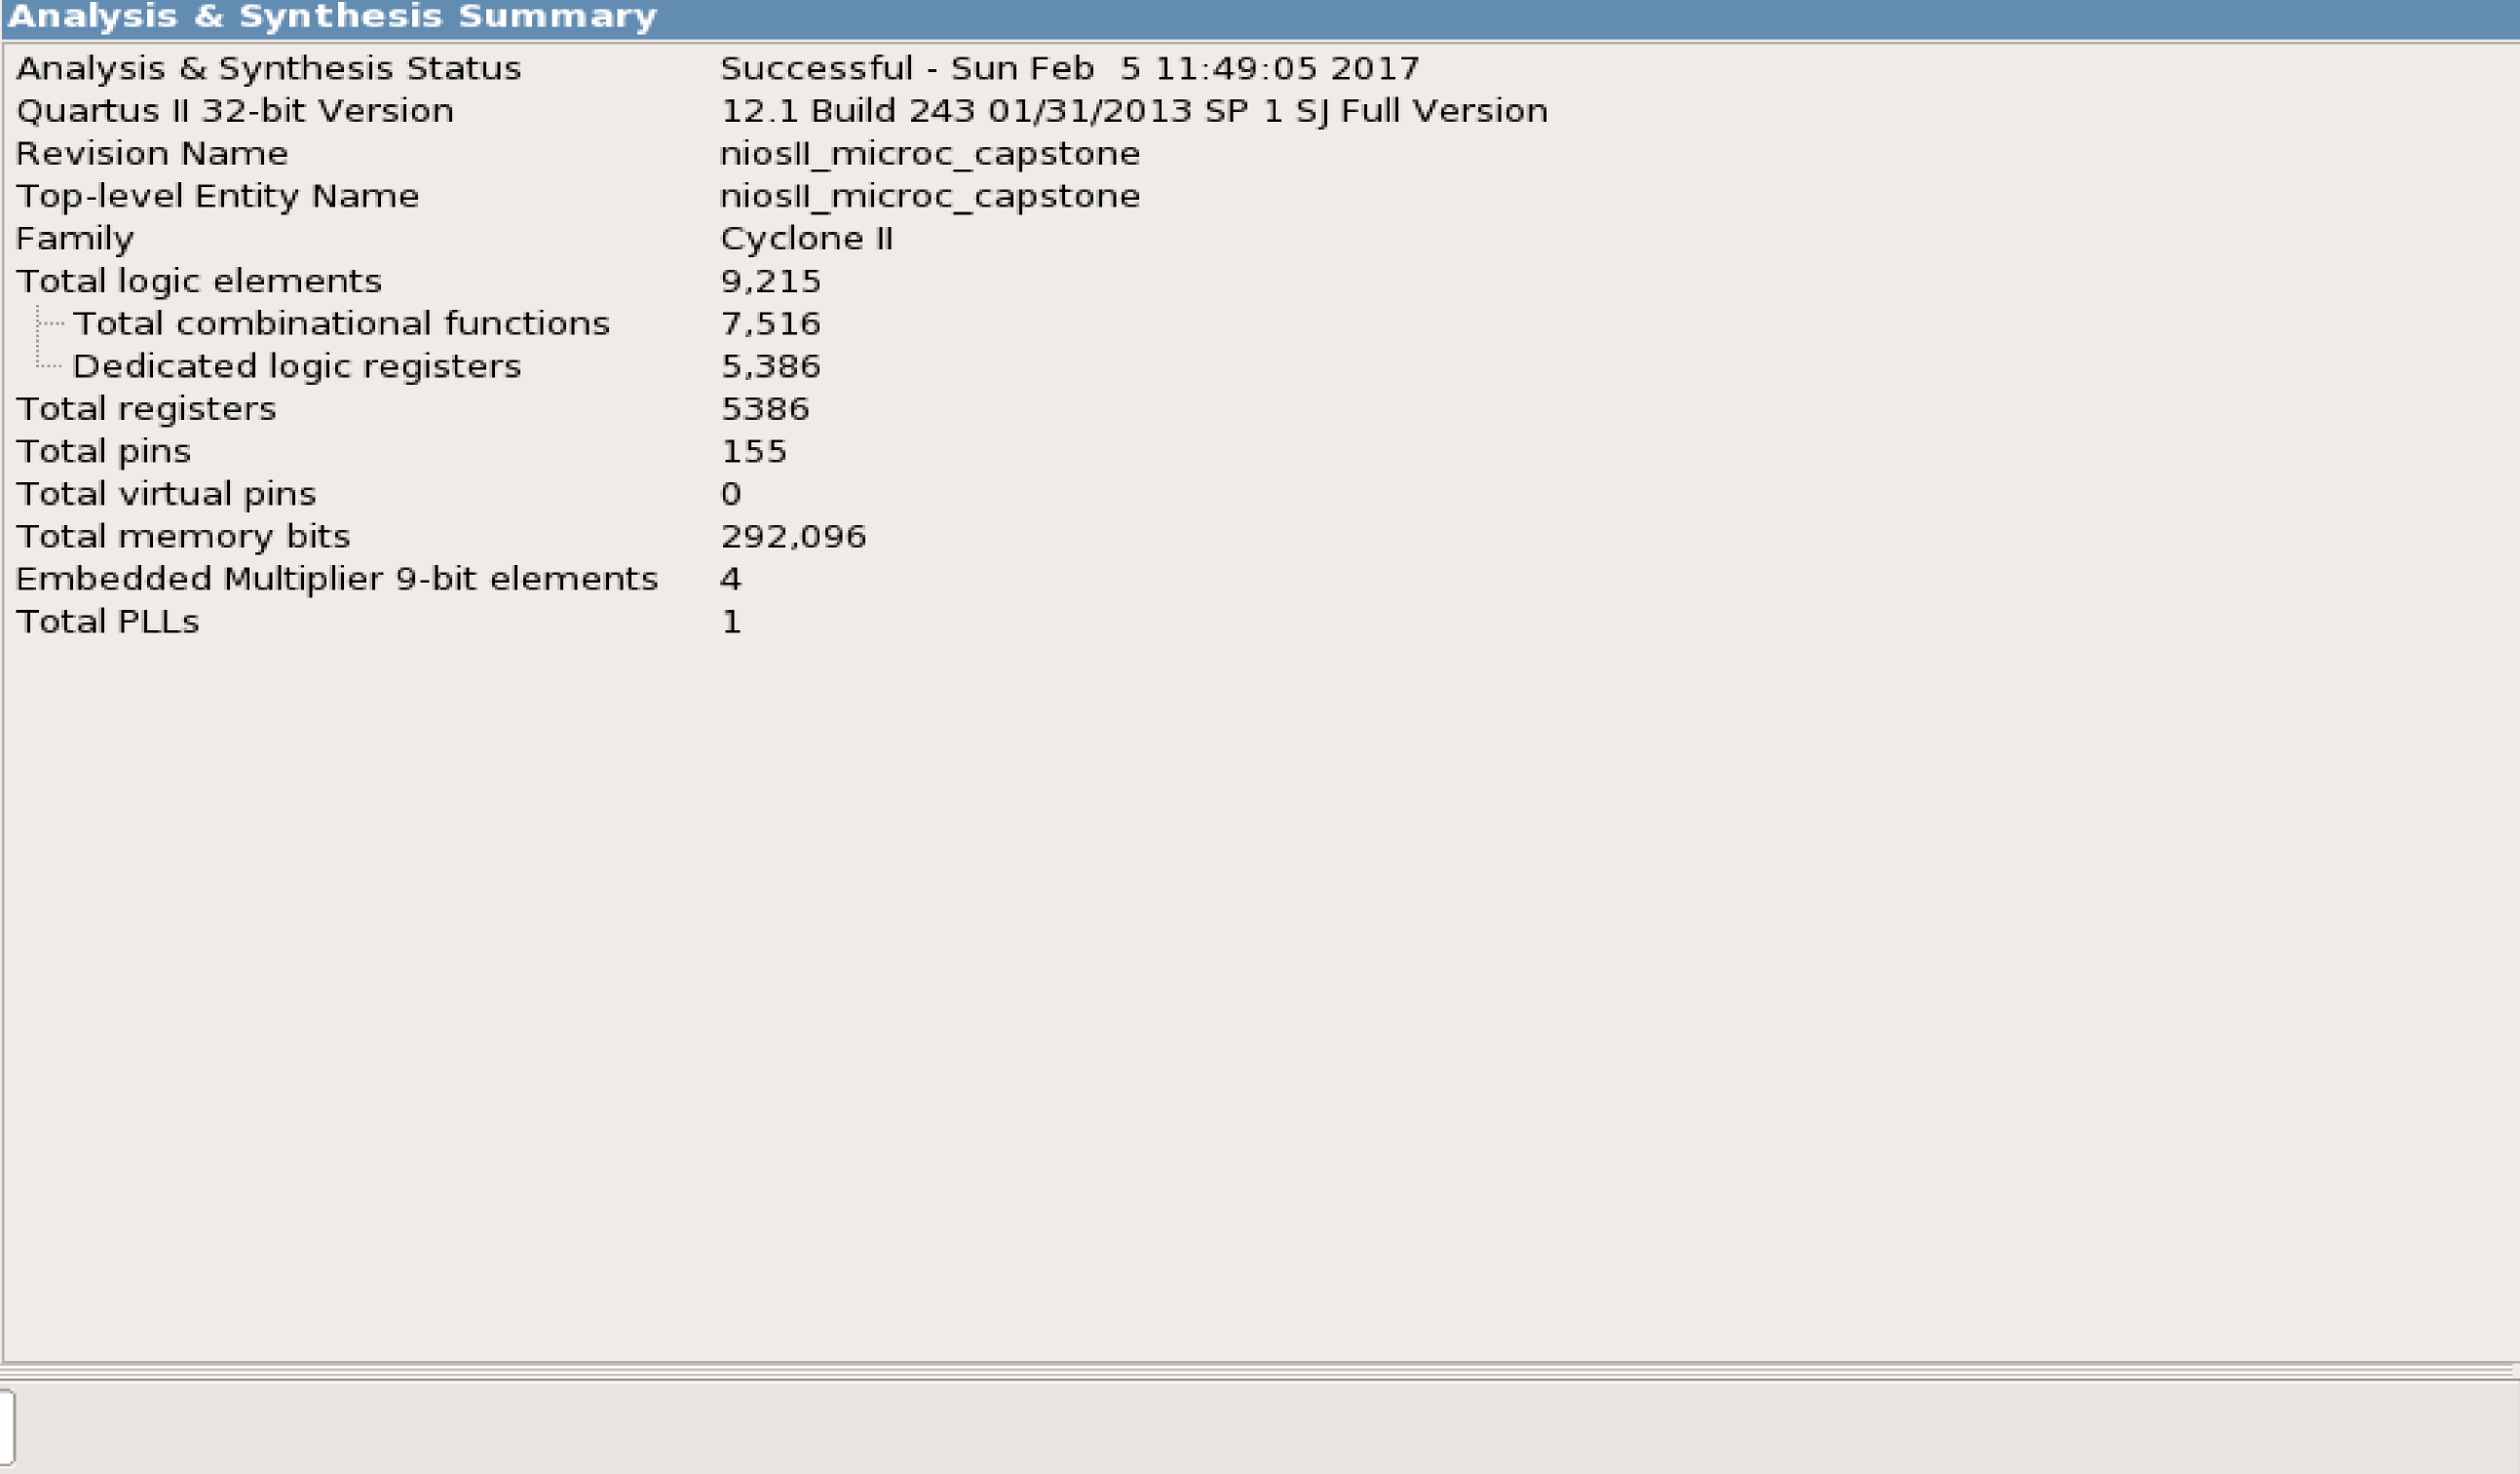 Analysis & Synthesis Summary
Analysis & Synthesis Status Successful - Sun Feb  5 11:49:05 2017
Quartus II 32-bit Version 12.1 Build 243 01/31/2013 SP 1 SJ Full Version
Revision Name niosII_microc_capstone
Top-level Entity Name niosII_microc_capstone
Family Cyclone II
Total logic elements 9,215
Total combinational functions 7,516
Dedicated logic registers 5,386
Total registers 5386
Total pins 155
Total virtual pins 0
Total memory bits 292,096
Embedded Multiplier 9-bit elements 4
Total PLLs 1